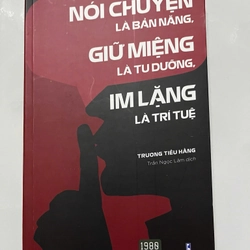 NÓI CHUYỆN
LÀ BẢN NĂNG,
GIỮ MIỆNG
LÀ TU DƯỠNG,
IM LẶNG
LÀ TRÍ TUỆ
TRƯƠNG TIẾU HẰNG
Trần Ngọc Lâm dịch
1980